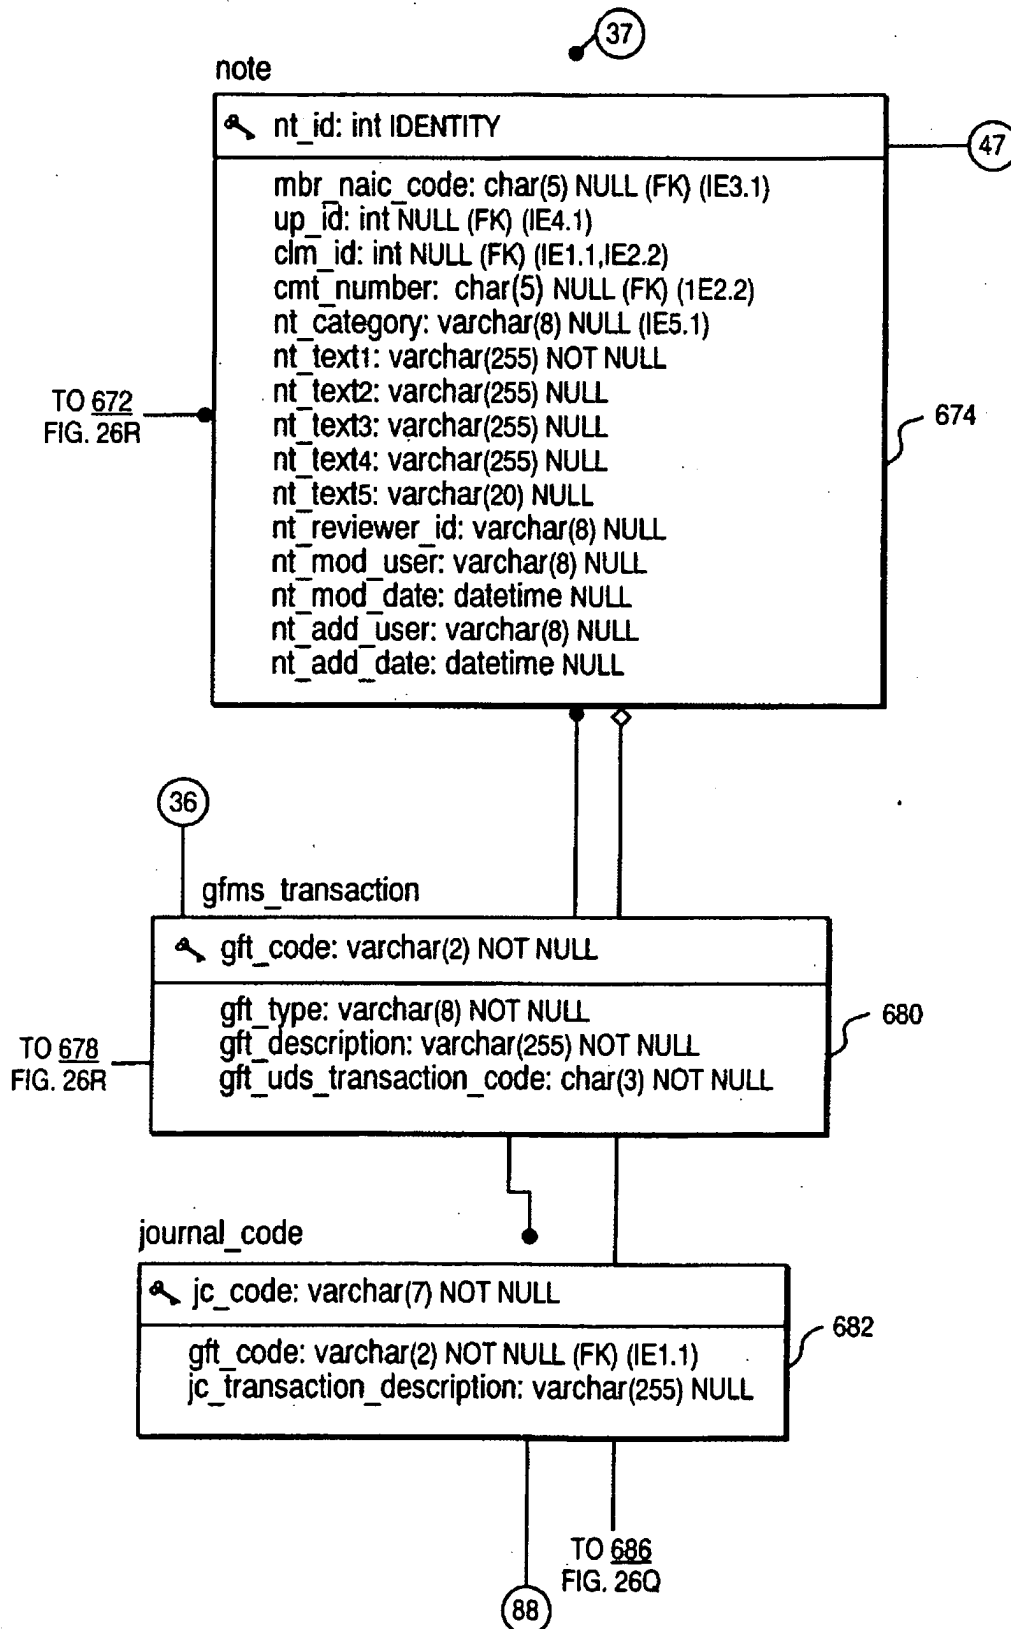 37
note
nt_id: int IDENTITY
47
mbr_naic_code: char(5) NULL (FK) (IE3.1)
up_id: int NULL (FK) (IE4.1)
clm_id: int NULL (FK) (IE1.1,IE2.2)
cmt_number: char(5) NULL (FK) (1E2.2)
nt_category: varchar(8) NULL (IE5.1)
nt_text1: varchar(255) NOT NULL
nt_text2: varchar(255) NULL
nt_text3: varchar(255) NULL
nt_text4: varchar(255) NULL
nt_text5: varchar(20) NULL
nt_reviewer_id: varchar(8) NULL
nt_mod_user: varchar(8) NULL
nt_mod_date: datetime NULL
nt_add_user: varchar(8) NULL
nt_add_date: datetime NULL
TO 672
FIG. 26R
674
36
gfms_transaction
gft_code: varchar(2) NOT NULL
gft_type: varchar(8) NOT NULL
gft_description: varchar(255) NOT NULL
gft_uds_transaction_code: char(3) NOT NULL
TO 678
FIG. 26R
680
journal_code
jc_code: varchar(7) NOT NULL
gft_code: varchar(2) NOT NULL (FK) (IE1.1)
jc_transaction_description: varchar(255) NULL
682
TO 686
FIG. 26Q
88